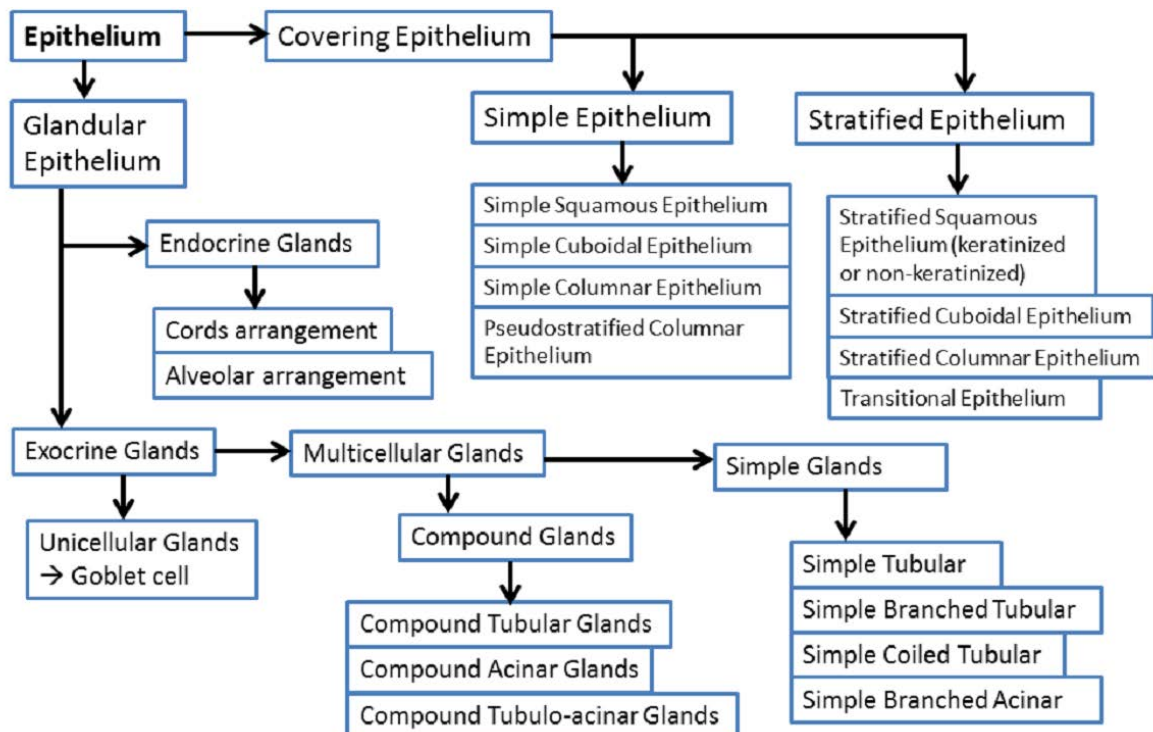 Epithelium
Covering Epithelium
Glandular
Epithelium
Simple Epithelium
Stratified Epithelium
Simple Squamous Epithelium
Simple Cuboidal Epithelium
Simple Columnar Epithelium
Pseudostratified Columnar
Epithelium
Stratified Squamous
Epithelium (keratinized
or non-keratinized)
Stratified Cuboidal Epithelium
Stratified Columnar Epithelium
Transitional Epithelium
Endocrine Glands
Cords arrangement
Alveolar arrangement
Exocrine Glands
Multicellular Glands
Simple Glands
Unicellular Glands
→ Goblet cell
Compound Glands
Compound Tubular Glands
Compound Acinar Glands
Compound Tubulo-acinar Glands
Simple Tubular
Simple Branched Tubular
Simple Coiled Tubular
Simple Branched Acinar